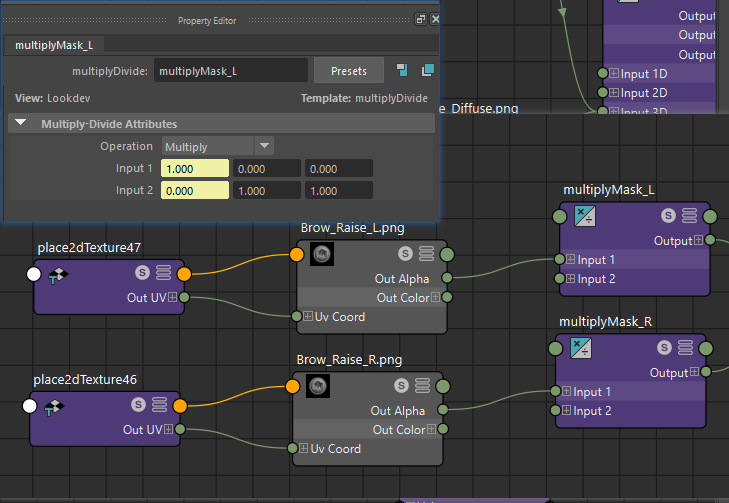 Property Editor
multiplyMask_L
multiplyDivide: multiplyMask_L Presets
View: Lookdev Template: multiplyDivide
Multiply-Divide Attributes
Operation Multiply
Input 1 1.000 0.000 0.000
Input 2 0.000 1.000 1.000
Output
Output
Output
Input 1D
Input 2D
Input 3D
e_Diffuse.png
place2dTexture47
S
Out UV
Brow_Raise_L.png
S
Out Alpha
Out Color
Uv Coord
multiplyMask_L
S
Output
Input 1
Input 2
place2dTexture46
S
Out UV
Brow_Raise_R.png
S
Out Alpha
Out Color
Uv Coord
multiplyMask_R
S
Output
Input 1
Input 2